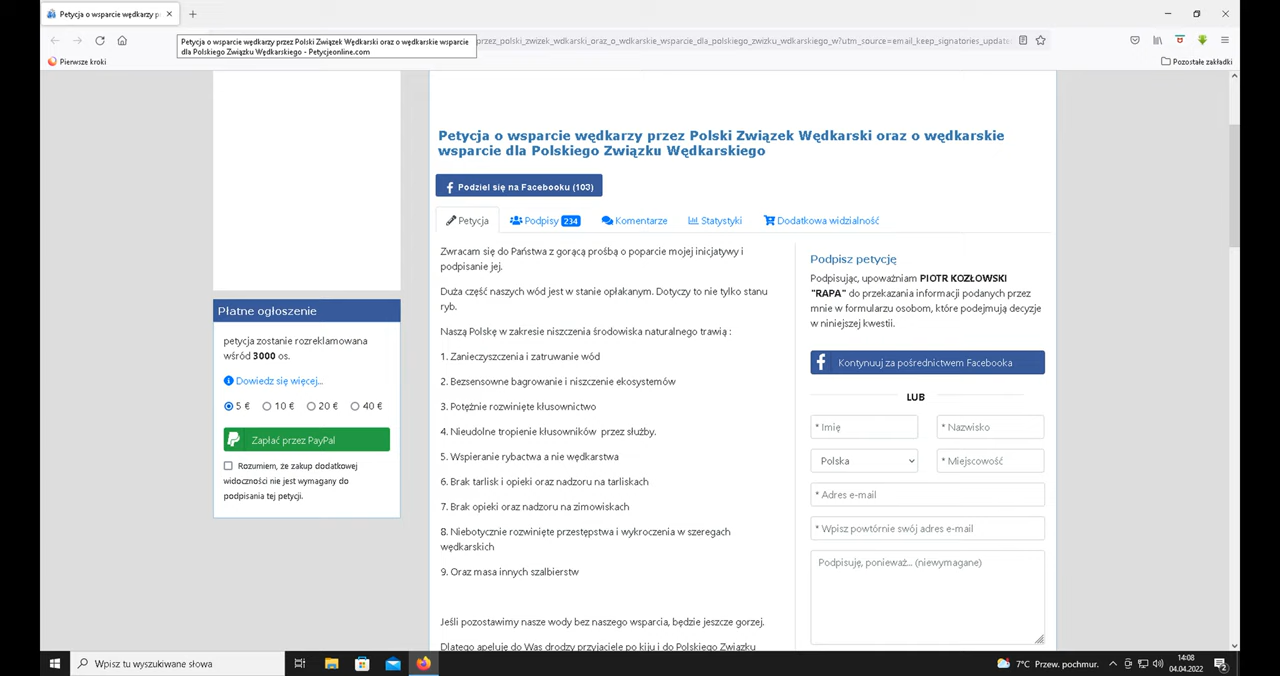 Petycja o wsparcie wędkarzy p
Petycja o wsparcie wędkarzy przez Polski Związek Wędkarski oraz o wędkarskie wsparcie
dla Polskiego Związku Wędkarskiego - Petycjeonline.com
przez_polski_zwizek_wdkarski_oraz_o_wdkarskie_wsparcie_dla_polskiego_zwizku_wdkarskiego_w?utm_source=email_keep_signatories_update
Pierwsze kroki
Pozostałe zakładki
Petycja o wsparcie wędkarzy przez Polski Związek Wędkarski oraz o wędkarskie
wsparcie dla Polskiego Związku Wędkarskiego
Podziel się na Facebooku (103)
Petycja
Podpisy 234
Komentarze
Statystyki
Dodatkowa widzialność
Zwracam się do Państwa z gorącą prośbą o poparcie mojej inicjatywy i
podpisanie jej.
Duża część naszych wód jest w stanie opłakanym. Dotyczy to nie tylko stanu
ryb.
Naszą Polskę w zakresie niszczenia środowiska naturalnego trawią :
1. Zanieczyszczenia i zatruwanie wód
2. Bezsensowne bagrowanie i niszczenie ekosystemów
3. Potężnie rozwinięte kłusownictwo
4. Nieudolne tropienie kłusowników przez służby.
5. Wspieranie rybactwa a nie wędkarstwa
6. Brak tarlisk i opieki oraz nadzoru na tarliskach
7. Brak opieki oraz nadzoru na zimowiskach
8. Niebotycznie rozwinięte przestępstwa i wykroczenia w szeregach
wędkarskich
9. Oraz masa innych szalbierstw
Jeśli pozostawimy nasze wody bez naszego wsparcia, będzie jeszcze gorzej.
Dlatego apeluję do Was drodzy przyjaciele po kiju i do Polskiego Związku
Płatne ogłoszenie
petycja zostanie rozreklamowana
wśród 3000 os.
Dowiedz się więcej...
5 € 10 € 20 € 40 €
Zapłać przez PayPal
Rozumiem, że zakup dodatkowej
widoczności nie jest wymagany do
podpisania tej petycji.
Podpisz petycję
Podpisując, upoważniam PIOTR KOZŁOWSKI
"RAPA" do przekazania informacji podanych przez
mnie w formularzu osobom, które podejmują decyzje
w niniejszej kwestii.
Kontynuuj za pośrednictwem Facebooka
LUB
* Imię
* Nazwisko
Polska
* Miejscowość
* Adres e-mail
* Wpisz powtórnie swój adres e-mail
Podpisuję, ponieważ... (niewymagane)
Wpisz tu wyszukiwane słowa
7°C Przew. pochmur.
14:08
04.04.2022
2